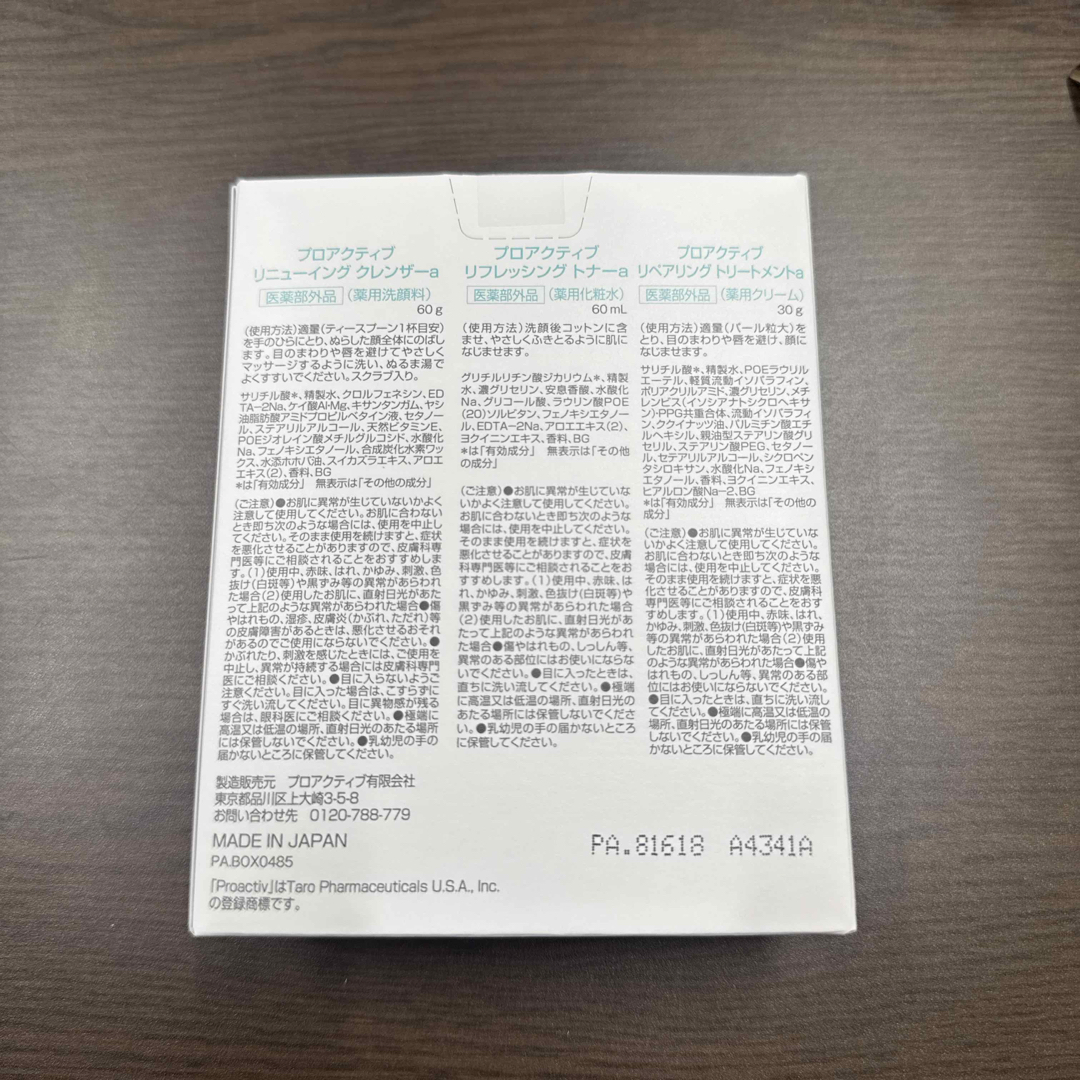 プロアクティブ
リニューイング クレンザーa
医薬部外品 (薬用洗顔料)
60g
(使用方法)適量(ティースプーン1杯目安)
を手のひらにとり、ぬらした顔全体にのばし
ます。目のまわりや唇を避けてやさしく
マッサージするように洗い、ぬるま湯で
よくすすいでください。スクラブ入り。
サリチル酸*、精製水、クロルフェネシン、ED
TA-2Na、ケイ酸Al-Mg、キサンタンガム、ヤシ
油脂肪酸アミドプロピルベタイン液、セタノー
ル、ステアリルアルコール、天然ビタミンE、
POEジオレイン酸メチルグルコシド、水酸化
Na、フェノキシエタノール、合成炭化水素ワッ
クス、水添ホホバ油、スイカズラエキス、アロエ
エキス(2)、香料、BG
*は「有効成分」 無表示は「その他の成分」
(ご注意)●お肌に異常が生じていないかよく
注意して使用してください。お肌に合わない
とき即ち次のような場合には、使用を中止し
てください。そのまま使用を続けますと、症状
を悪化させることがありますので、皮膚科専
門医等にご相談されることをおすすめしま
す。(1)使用中、赤味、はれ、かゆみ、刺激、色
抜け(白斑等)や黒ずみ等の異常があらわれ
た場合(2)使用したお肌に、直射日光があた
って上記のような異常があらわれた場合●傷
やはれもの、湿疹、皮膚炎(かぶれ、ただれ)等
の皮膚障害があるときは、悪化させるおそれ
があるのでご使用にならないでください。●
かぶれたり、刺激を感じたときには、ご使用を
中止し、異常が持続する場合には皮膚科専門
医にご相談ください。●目に入らないようご
注意ください。目に入った場合は、こすらずに
すぐ洗い流してください。目に異物感が残る
場合は、眼科医にご相談ください。●極端に
高温又は低温の場所、直射日光のあたる場所
には保管しないでください。●乳幼児の手の
届かないところに保管してください。
プロアクティブ
リフレッシング トナーa
医薬部外品 (薬用化粧水)
60mL
(使用方法)洗顔後コットンに含
ませ、やさしくふきとるように肌に
なじませます。
グリチルリチン酸ジカリウム*、精製
水、濃グリセリン、安息香酸、水酸化
Na、グリコール酸、ラウリン酸POE
(20)ソルビタン、フェノキシエタノー
ル、EDTA-2Na、アロエエキス(2)、
ヨクイニンエキス、香料、BG
*は「有効成分」 無表示は「その他
の成分」
(ご注意)●お肌に異常が生じていな
いかよく注意して使用してください。
お肌に合わないとき即ち次のような
場合には、使用を中止してください。
そのまま使用を続けますと、症状を
悪化させることがありますので、皮膚
科専門医等にご相談されることをお
すすめします。(1)使用中、赤味、は
れ、かゆみ、刺激、色抜け(白斑等)や
黒ずみ等の異常があらわれた場合
(2)使用したお肌に、直射日光があ
たって上記のような異常があらわれ
た場合●傷やはれもの、しっしん等、
異常のある部位にはお使いにならな
いでください。●目に入ったときは、
直ちに洗い流してください。●極端
に高温又は低温の場所、直射日光の
あたる場所には保管しないでくださ
い。●乳幼児の手の届かないところ
に保管してください。
プロアクティブ
リペアリング トリートメントa
医薬部外品 (薬用クリーム)
30g
(使用方法)適量(パール粒大)を
とり、目のまわりや唇を避け、顔に
なじませます。
サリチル酸*、精製水、POEラウリル
エーテル、軽質流動イソパラフィン、
ポリアクリルアミド、濃グリセリン、メチ
レンビス(イソシアナトシクロヘキサ
ン)・PPG共重合体、流動イソパラフィ
ン、ククイナッツ油、パルミチン酸エチ
ルヘキシル、親油型ステアリン酸グリ
セリル、ステアリン酸PEG、セタノー
ル、セテアリルアルコール、シクロペン
タシロキサン、水酸化Na、フェノキシ
エタノール、香料、ヨクイニンエキス、
ヒアルロン酸Na-2、BG
*は「有効成分」 無表示は「その他の
成分」
(ご注意)●お肌に異常が生じていな
いかよく注意して使用してください。
お肌に合わないとき即ち次のような
場合には、使用を中止してください。
そのまま使用を続けますと、症状を悪
化させることがありますので、皮膚科
専門医等にご相談されることをおす
すめします。(1)使用中、赤味、はれ、
かゆみ、刺激、色抜け(白斑等)や黒ずみ
等の異常があらわれた場合(2)使用
したお肌に、直射日光があたって上記
のような異常があらわれた場合●傷や
はれもの、しっしん等、異常のある部
位にはお使いにならないでください。
●目に入ったときは、直ちに洗い流し
てください。●極端に高温又は低温の
場所、直射日光のあたる場所には保管
しないでください。●乳幼児の手の届
かないところに保管してください。
製造販売元 プロアクティブ有限会社
東京都品川区上大崎3-5-8
お問い合わせ先 0120-788-779
MADE IN JAPAN
PA.BOX0485
PA.81618 A4341A
「Proactiv」はTaro Pharmaceuticals U.S.A., Inc.
の登録商標です。